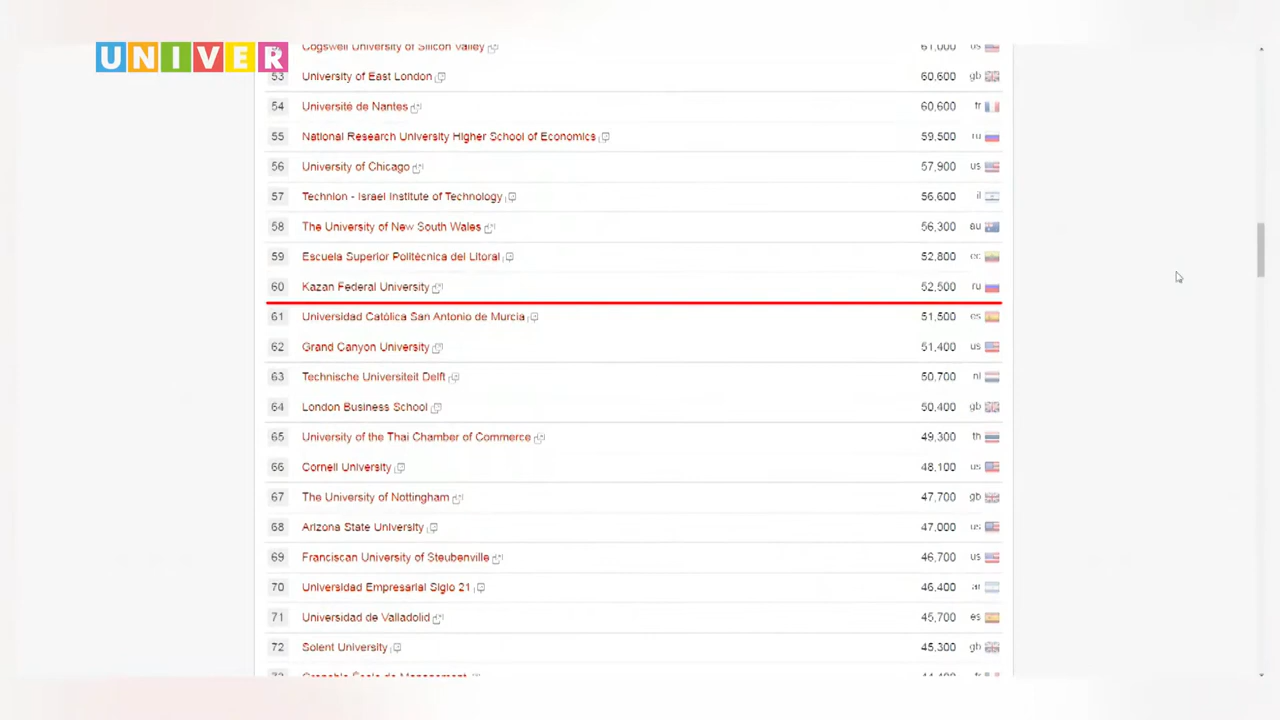 UNIVER
Cogswell University of Silicon Valley 61,000 us
53 University of East London 60,600 gb
54 Université de Nantes 60,600 fr
55 National Research University Higher School of Economics 59,500 ru
56 University of Chicago 57,900 us
57 Technion - Israel Institute of Technology 56,600 il
58 The University of New South Wales 56,300 au
59 Escuela Superior Politécnica del Litoral 52,800 ec
60 Kazan Federal University 52,500 ru
61 Universidad Católica San Antonio de Murcia 51,500 es
62 Grand Canyon University 51,400 us
63 Technische Universiteit Delft 50,700 nl
64 London Business School 50,400 gb
65 University of the Thai Chamber of Commerce 49,300 th
66 Cornell University 48,100 us
67 The University of Nottingham 47,700 gb
68 Arizona State University 47,000 us
69 Franciscan University of Steubenville 46,700 us
70 Universidad Empresarial Siglo 21 46,400 ar
71 Universidad de Valladolid 45,700 es
72 Solent University 45,300 gb